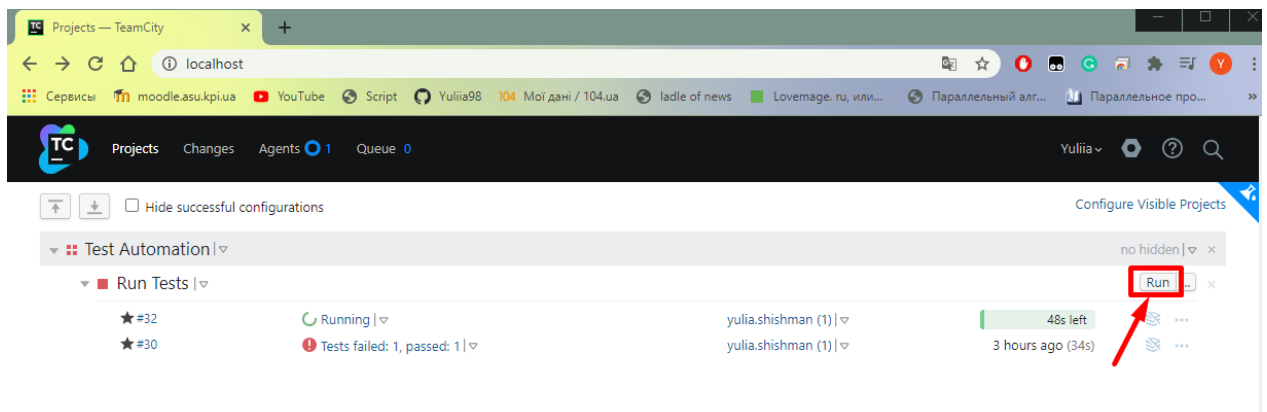 TC Projects — TeamCity
localhost
Сервисы moodle.asu.kpi.ua YouTube Script Yuliia98 104 Мої дані / 104.ua ladle of news Lovemage. ru, или... Параллельный алг... Параллельное про... »
TC Projects Changes Agents 1 Queue 0 Yuliia
Hide successful configurations Configure Visible Projects
Test Automation no hidden
Run Tests Run ...
#32 Running yulia.shishman (1) 48s left
#30 Tests failed: 1, passed: 1 yulia.shishman (1) 3 hours ago (34s)